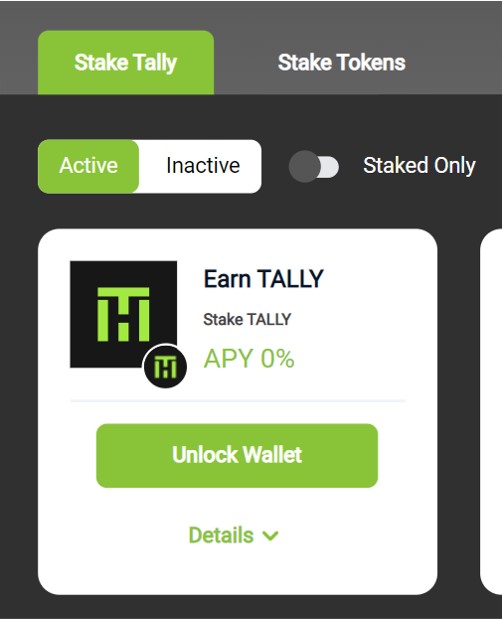 Stake Tally
Stake Tokens
Active
Inactive
Staked Only
Earn TALLY
Stake TALLY
APY 0%
Unlock Wallet
Details